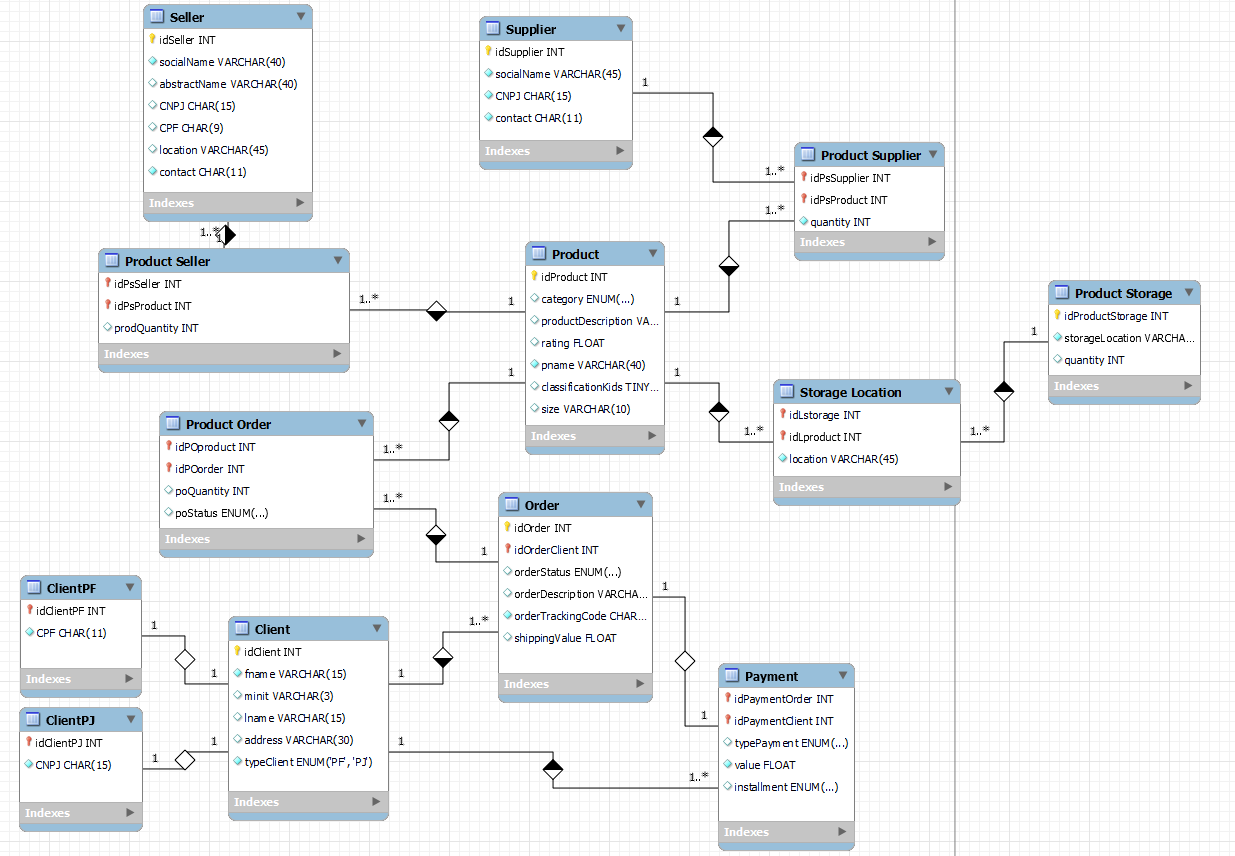 Seller
idSeller INT
socialName VARCHAR(40)
abstractName VARCHAR(40)
CNPJ CHAR(15)
CPF CHAR(9)
location VARCHAR(45)
contact CHAR(11)
Indexes
Supplier
idSupplier INT
socialName VARCHAR(45)
CNPJ CHAR(15)
contact CHAR(11)
Indexes
1
1..*
Product Supplier
idPsSupplier INT
idPsProduct INT
quantity INT
Indexes
1..*
1..*
1
Product Seller
idPsSeller INT
idPsProduct INT
prodQuantity INT
Indexes
1..*
1
Product
idProduct INT
category ENUM(...)
productDescription VA...
rating FLOAT
pname VARCHAR(40)
classificationKids TINY...
size VARCHAR(10)
Indexes
1
1
1
Product Storage
idProductStorage INT
storageLocation VARCHA...
quantity INT
Indexes
1
1..*
Storage Location
idLstorage INT
idLproduct INT
location VARCHAR(45)
Indexes
1..*
Product Order
idPOproduct INT
idPOorder INT
poQuantity INT
poStatus ENUM(...)
Indexes
1..*
1..*
1
Order
idOrder INT
idOrderClient INT
orderStatus ENUM(...)
orderDescription VARCHA...
orderTrackingCode CHAR...
shippingValue FLOAT
Indexes
1
1..*
ClientPF
idClientPF INT
CPF CHAR(11)
Indexes
1
1
ClientPJ
idClientPJ INT
CNPJ CHAR(15)
Indexes
1
1
Client
idClient INT
fname VARCHAR(15)
minit VARCHAR(3)
lname VARCHAR(15)
address VARCHAR(30)
typeClient ENUM('PF', 'PJ')
Indexes
1
1
1
1..*
Payment
idPaymentOrder INT
idPaymentClient INT
typePayment ENUM(...)
value FLOAT
installment ENUM(...)
Indexes